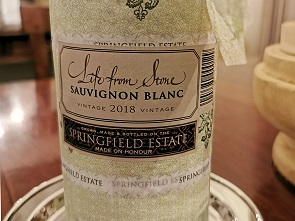 SPRINGFIELD ESTATE
Life from Stone
SAUVIGNON BLANC
VINTAGE 2018 VINTAGE
GROWN, MADE & BOTTLED ON THE
SPRINGFIELD ESTATE
MADE ON HONOUR
FIELD ESTATE SPRINGFIELD ESTATE